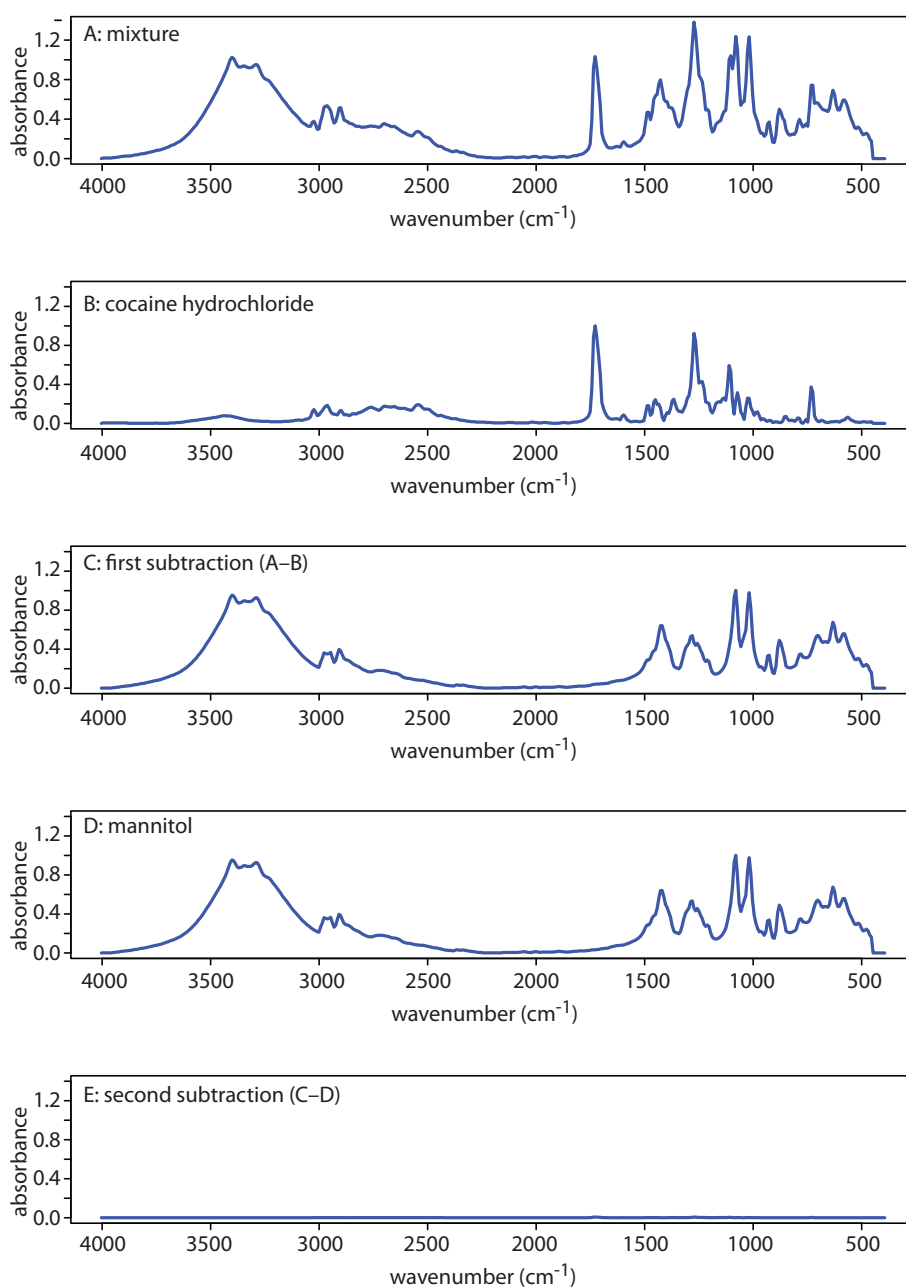 A: mixture
absorbance
1.2
0.8
0.4
0.0
4000 3500 3000 2500 2000 1500 1000 500
wavenumber (cm-1)
B: cocaine hydrochloride
absorbance
1.2
0.8
0.4
0.0
4000 3500 3000 2500 2000 1500 1000 500
wavenumber (cm-1)
C: first subtraction (A–B)
absorbance
1.2
0.8
0.4
0.0
4000 3500 3000 2500 2000 1500 1000 500
wavenumber (cm-1)
D: mannitol
absorbance
1.2
0.8
0.4
0.0
4000 3500 3000 2500 2000 1500 1000 500
wavenumber (cm-1)
E: second subtraction (C–D)
absorbance
1.2
0.8
0.4
0.0
4000 3500 3000 2500 2000 1500 1000 500
wavenumber (cm-1)